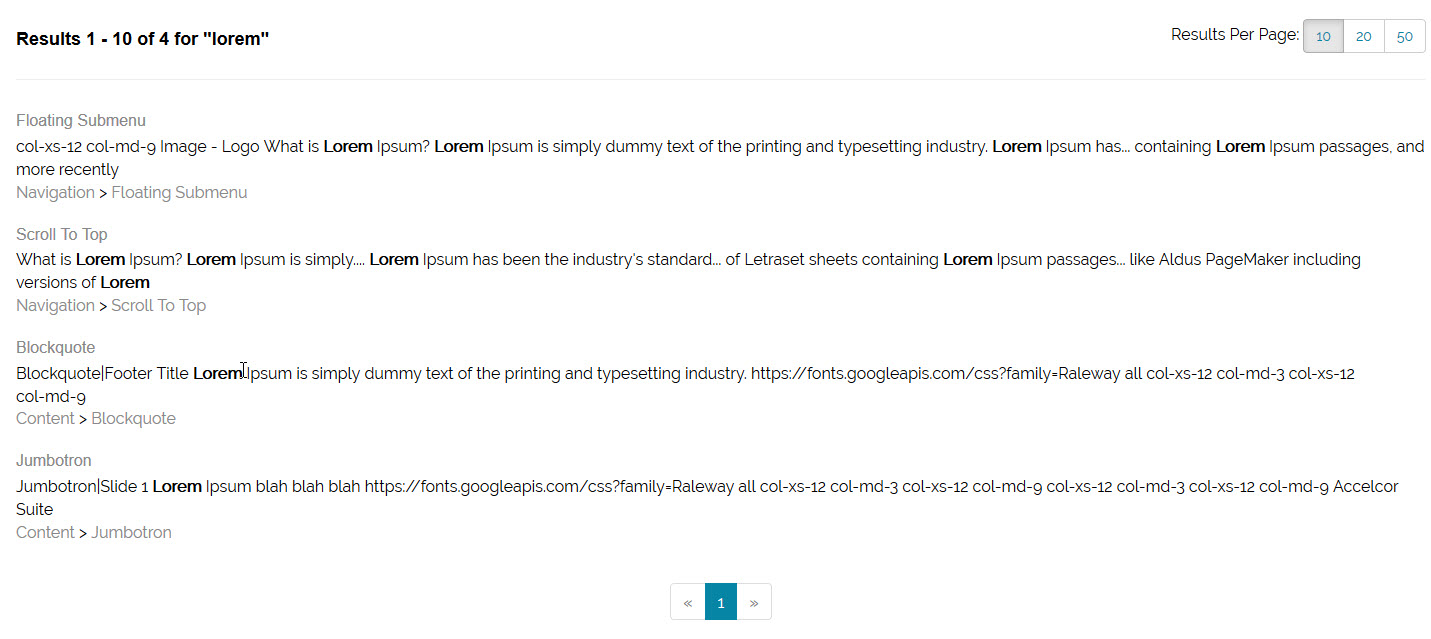 Results 1 - 10 of 4 for "lorem"
Results Per Page: 10 20 50
Floating Submenu
col-xs-12 col-md-9 Image - Logo What is Lorem Ipsum? Lorem Ipsum is simply dummy text of the printing and typesetting industry. Lorem Ipsum has... containing Lorem Ipsum passages, and
more recently
Navigation > Floating Submenu
Scroll To Top
What is Lorem Ipsum? Lorem Ipsum is simply.... Lorem Ipsum has been the industry's standard... of Letraset sheets containing Lorem Ipsum passages... like Aldus PageMaker including
versions of Lorem
Navigation > Scroll To Top
Blockquote
Blockquote|Footer Title Lorem Ipsum is simply dummy text of the printing and typesetting industry. https://fonts.googleapis.com/css?family=Raleway all col-xs-12 col-md-3 col-xs-12
col-md-9
Content > Blockquote
Jumbotron
Jumbotron|Slide 1 Lorem Ipsum blah blah blah https://fonts.googleapis.com/css?family=Raleway all col-xs-12 col-md-3 col-xs-12 col-md-9 col-xs-12 col-md-3 col-xs-12 col-md-9 Accelcor
Suite
Content > Jumbotron
« 1 »